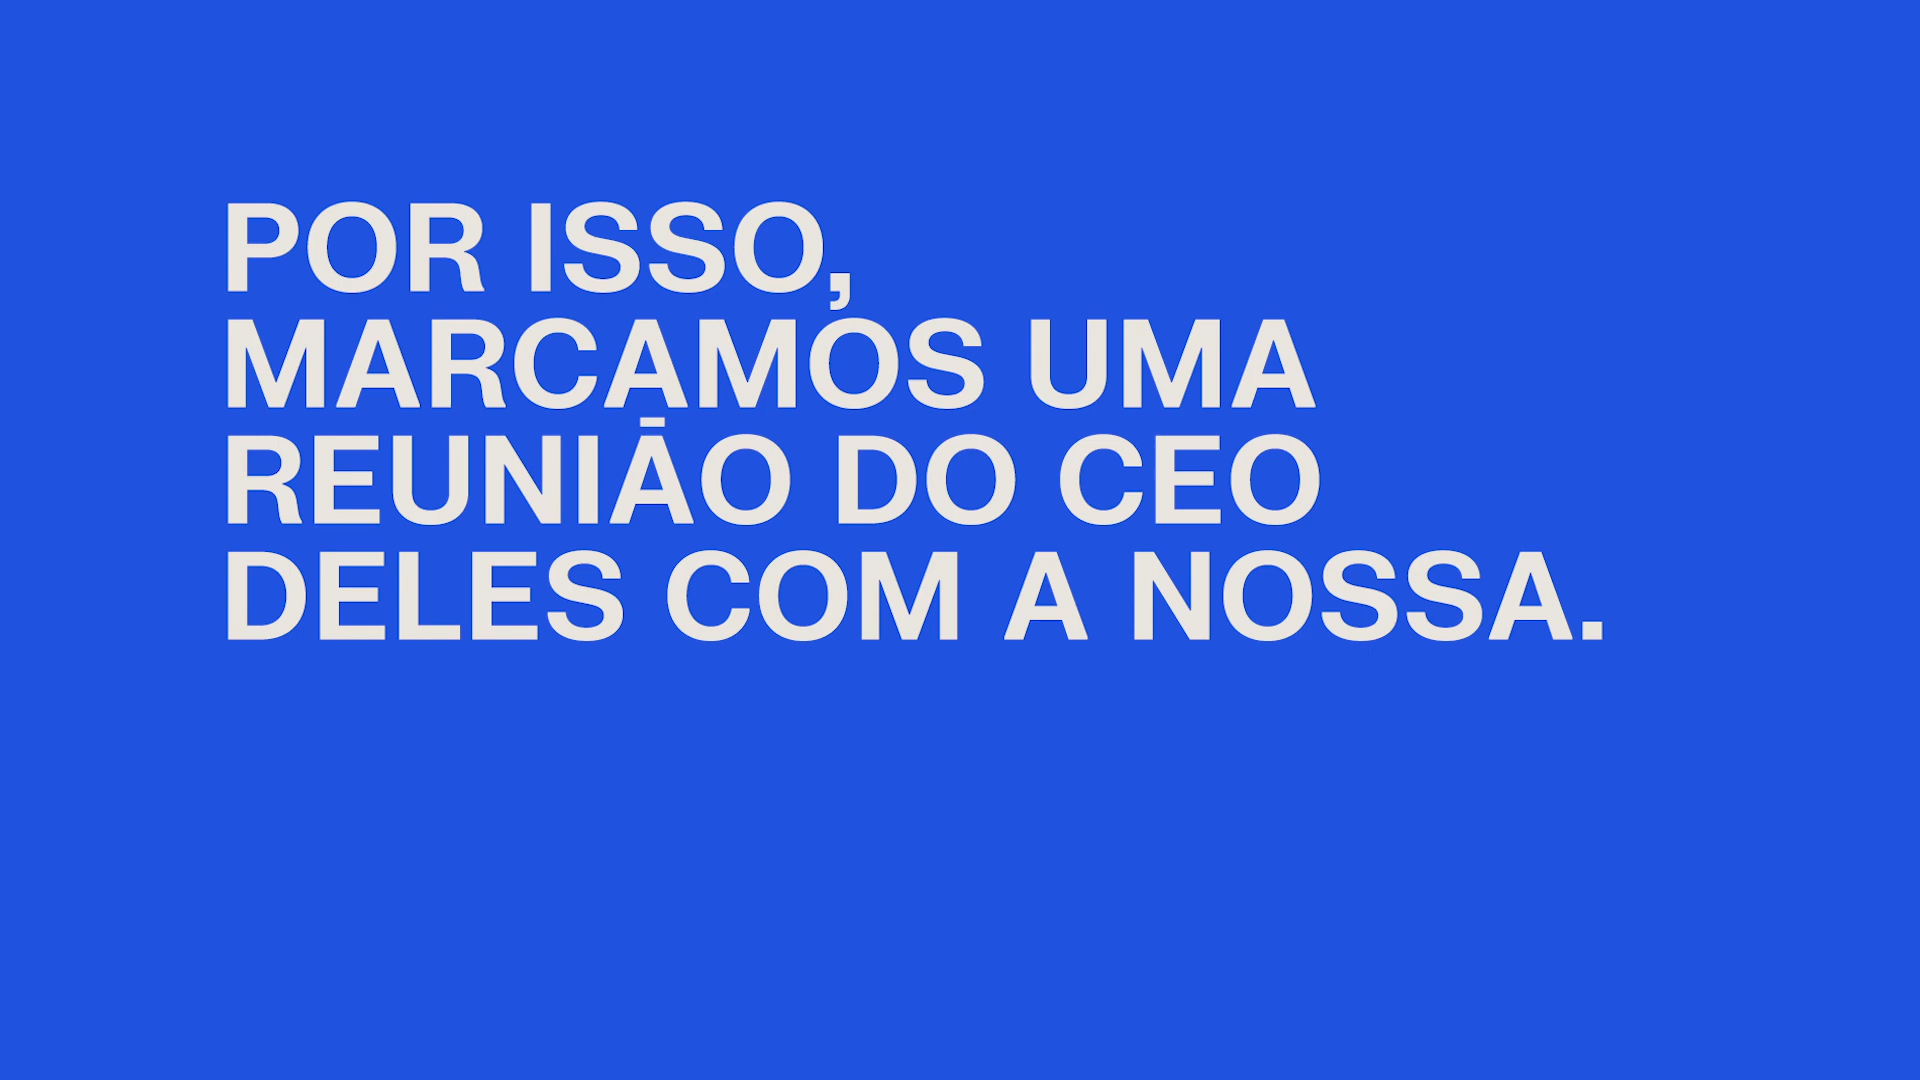 POR ISSO,
MARCAMOS UMA
REUNIÃO DO CEO
DELES COM A NOSSA.